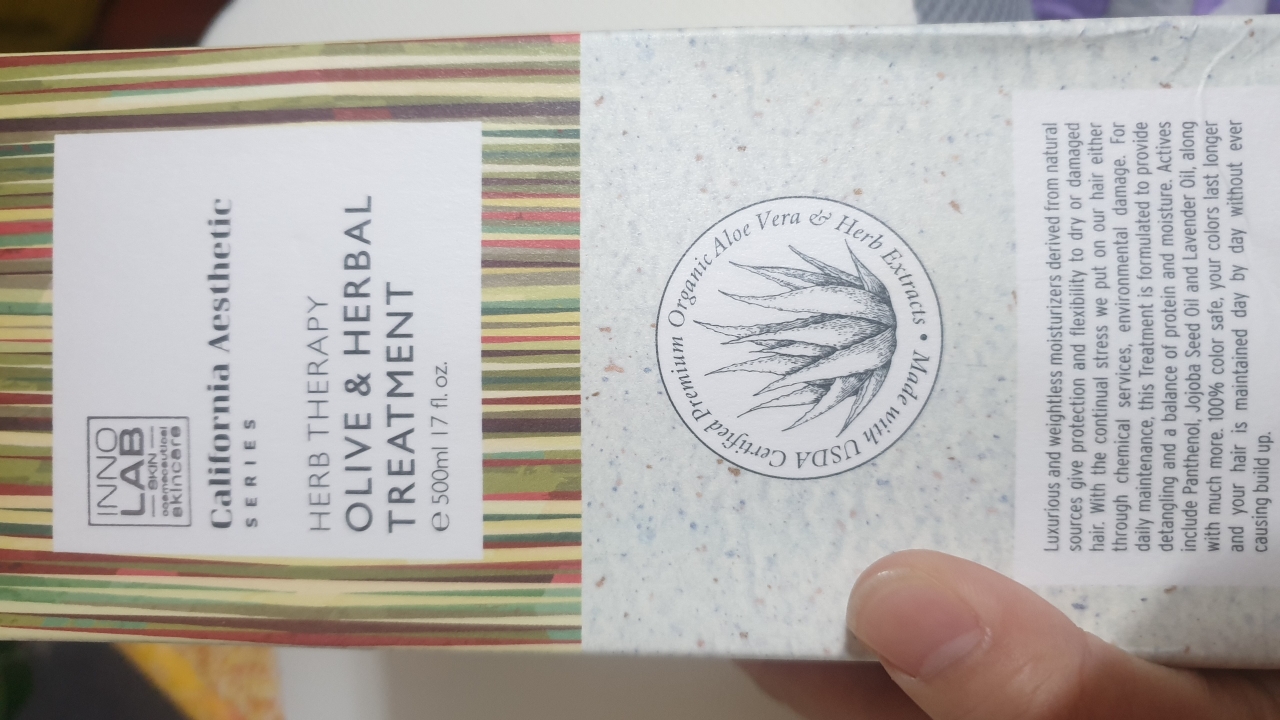 INNO
LAB
SKIN
cosmeceutical
skincare
California Aesthetic
SERIES
HERB THERAPY
OLIVE & HERBAL
TREATMENT
℮ 500ml 17 fl. oz.
Made with USDA Certified Premium Organic Aloe Vera & Herb Extracts •
Luxurious and weightless moisturizers derived from natural
sources give protection and flexibility to dry or damaged
hair. With the continual stress we put on our hair either
through chemical services, environmental damage. For
daily maintenance, this Treatment is formulated to provide
detangling and a balance of protein and moisture. Actives
include Panthenol, Jojoba Seed Oil and Lavender Oil, along
with much more. 100% color safe, your colors last longer
and your hair is maintained day by day without ever
causing build up.